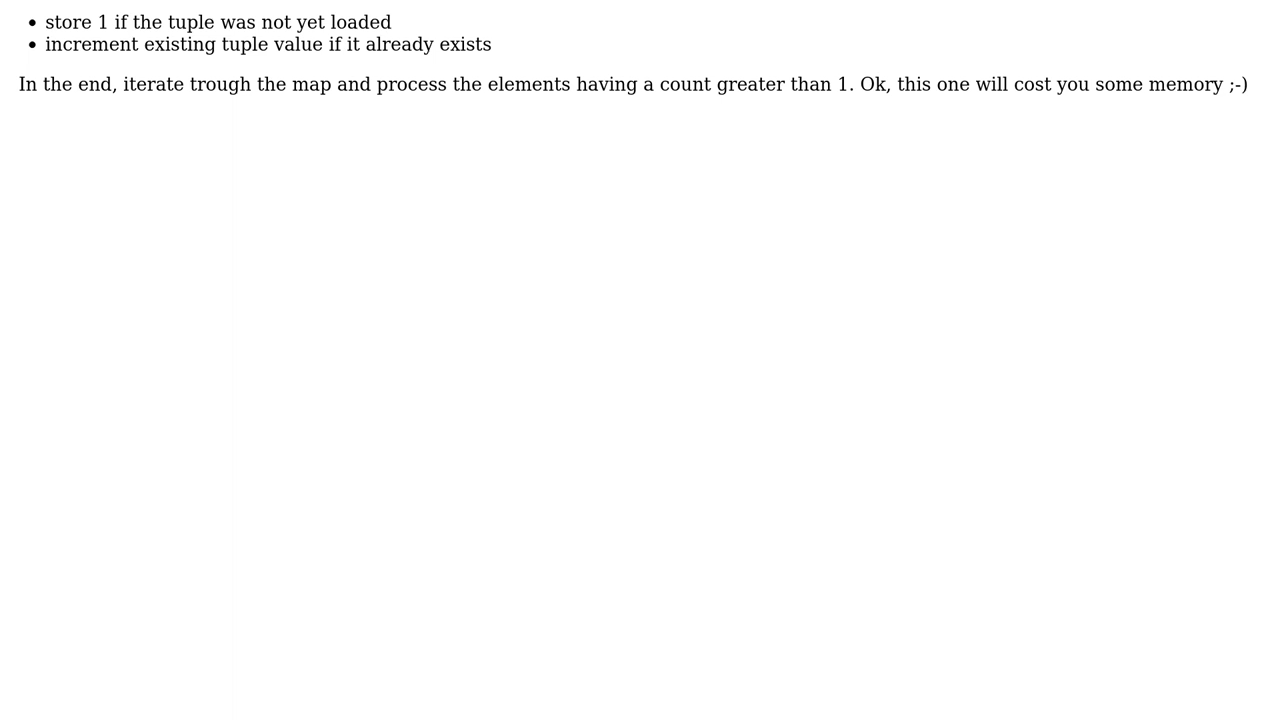 • store 1 if the tuple was not yet loaded
• increment existing tuple value if it already exists
In the end, iterate trough the map and process the elements having a count greater than 1. Ok, this one will cost you some memory ;-)